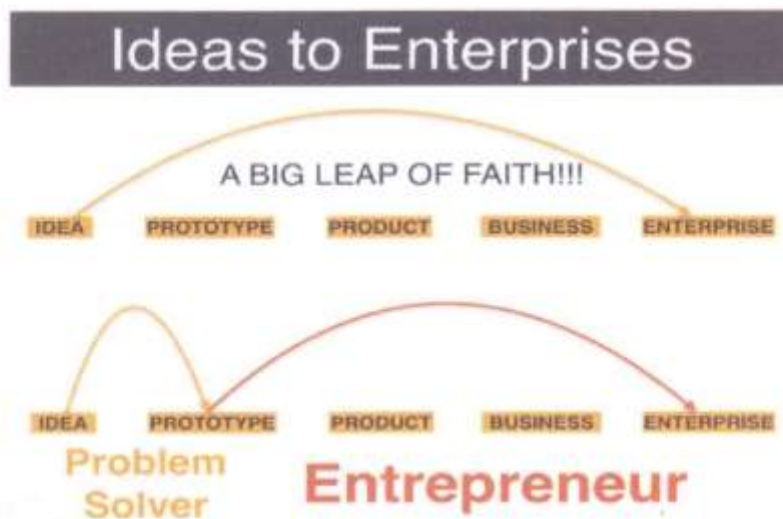 Ideas to Enterprises
A BIG LEAP OF FAITH!!!
IDEA PROTOTYPE PRODUCT BUSINESS ENTERPRISE
IDEA PROTOTYPE PRODUCT BUSINESS ENTERPRISE
Problem
Solver
Entrepreneur